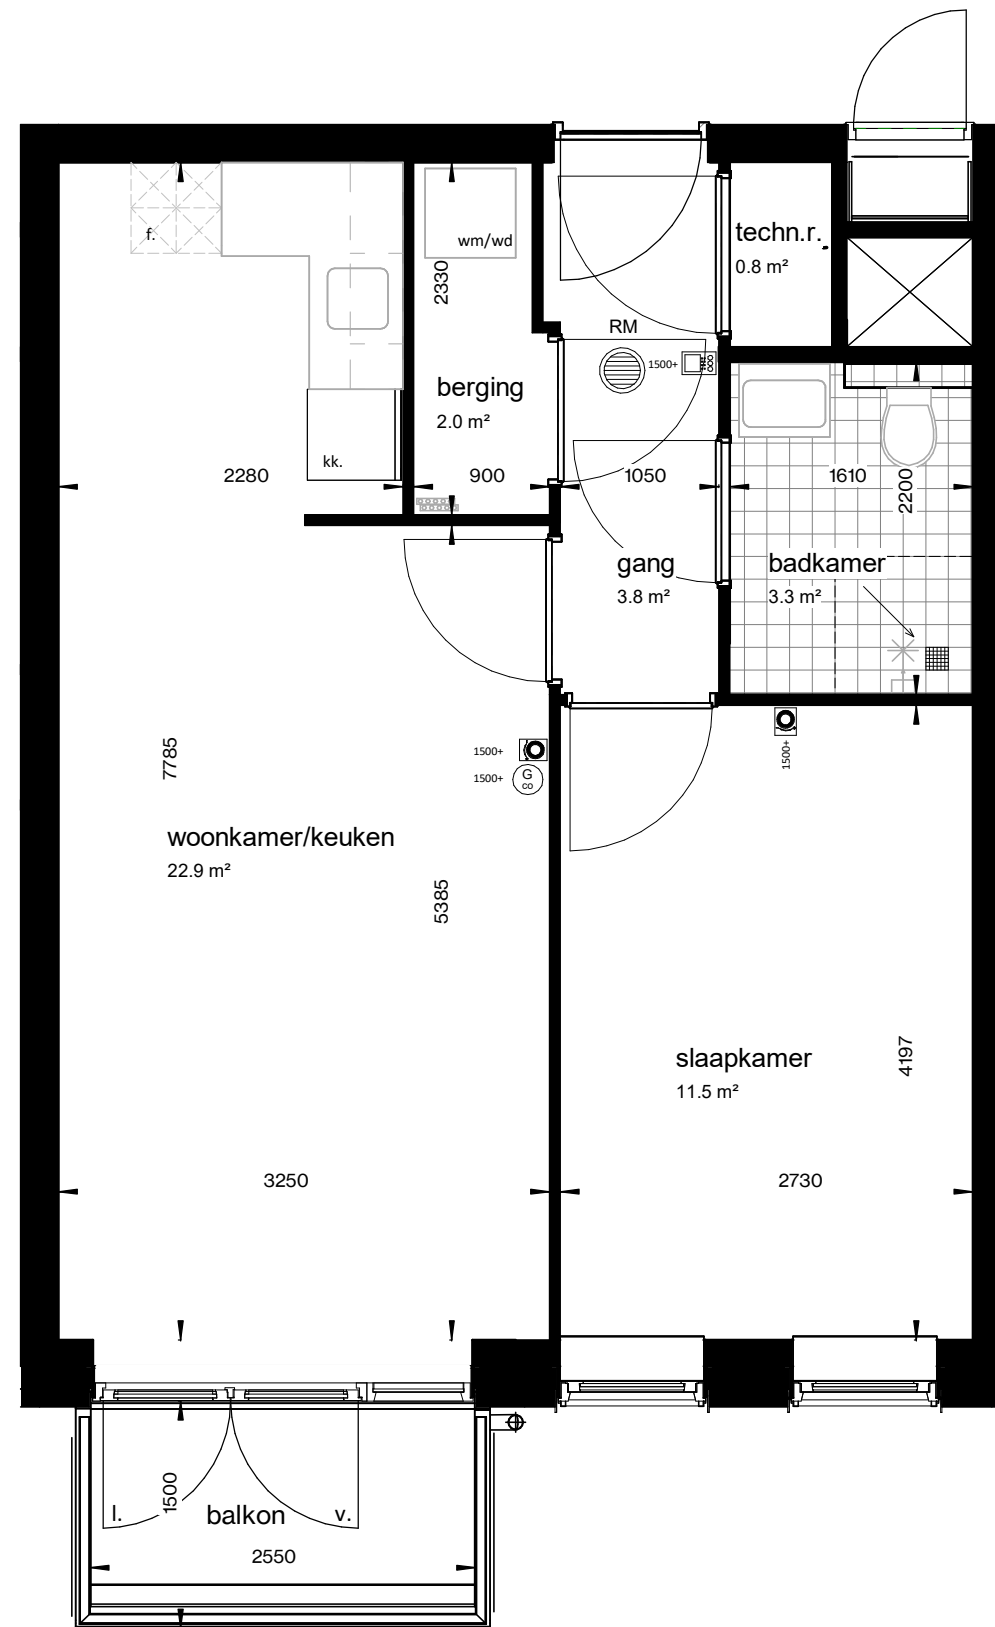 f.
wm/wd
techn.r.
0.8 m²
2330
RM
1500+
berging
2.0 m²
kk.
2280
900
1050
1610
2200
gang
3.8 m²
badkamer
3.3 m²
7785
1500+
1500+
G
co
1500+
woonkamer/keuken
22.9 m²
5385
slaapkamer
11.5 m²
4197
3250
2730
1500
l.
balkon
v.
2550